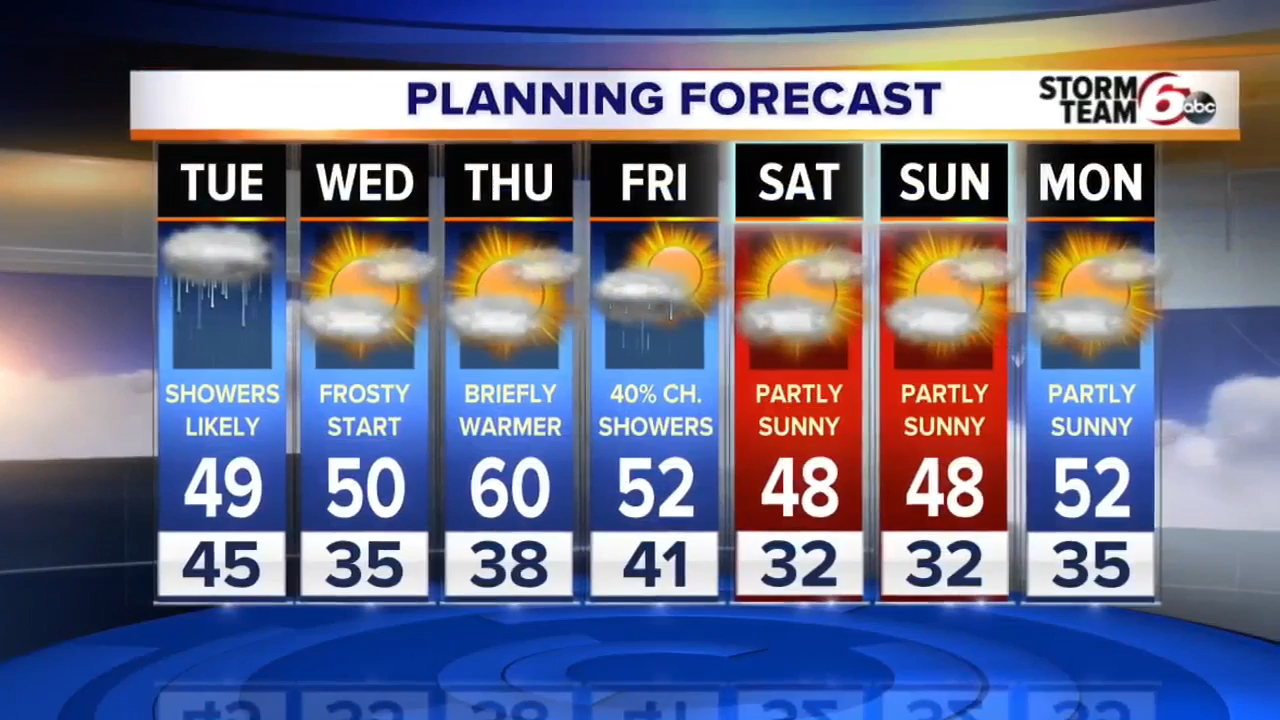 PLANNING FORECAST
STORM
TEAM 6 abc
TUE WED THU FRI SAT SUN MON
SHOWERS FROSTY BRIEFLY 40% CH. PARTLY PARTLY PARTLY
LIKELY START WARMER SHOWERS SUNNY SUNNY SUNNY
49 50 60 52 48 48 52
45 35 38 41 32 32 35